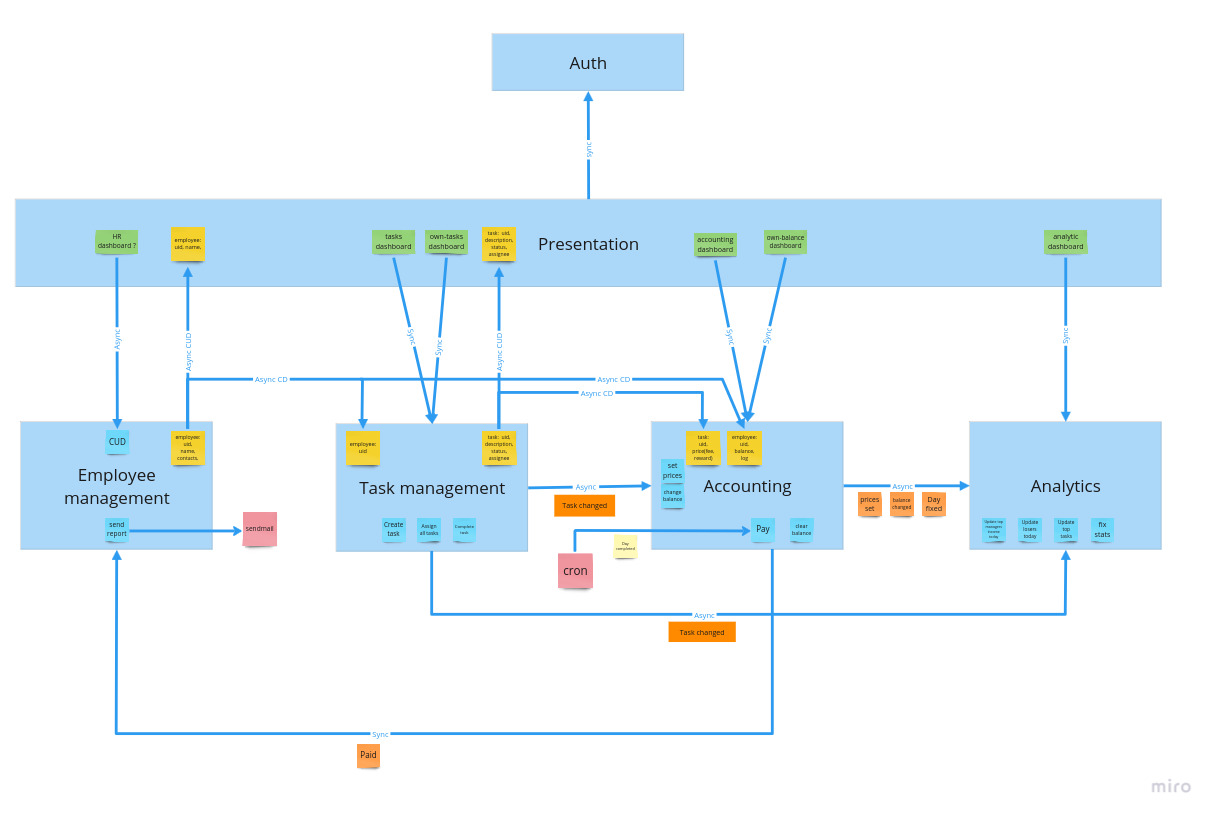 Auth
sync
HR
dashboard ?
employee:
uid, name,
tasks
dashboard
own-tasks
dashboard
task: uid,
description,
status,
assignee
Presentation
accounting
dashboard
own-balance
dashboard
analytic
dashboard
Async
Async CUD
Sync
Sync
Async CUD
Sync
Sync
Sync
Async CD
Async CD
Async CD
CUD
employee:
uid,
name,
contacts,
Employee
management
send
report
sendmail
employee:
uid
task: uid,
description,
status,
assignee
Task management
Create
task
Assign
all tasks
Complete
task
Async
Task changed
task:
uid,
price(fee,
reward)
employee:
uid,
balance,
log
set
prices
change
balance
Accounting
Pay
clear
balance
Day
completed
cron
Async
prices
set
balance
changed
Day
fixed
Analytics
Update top
managers
income
today
Update
losers
today
Update
top
tasks
fix
stats
Async
Task changed
Sync
Paid
miro